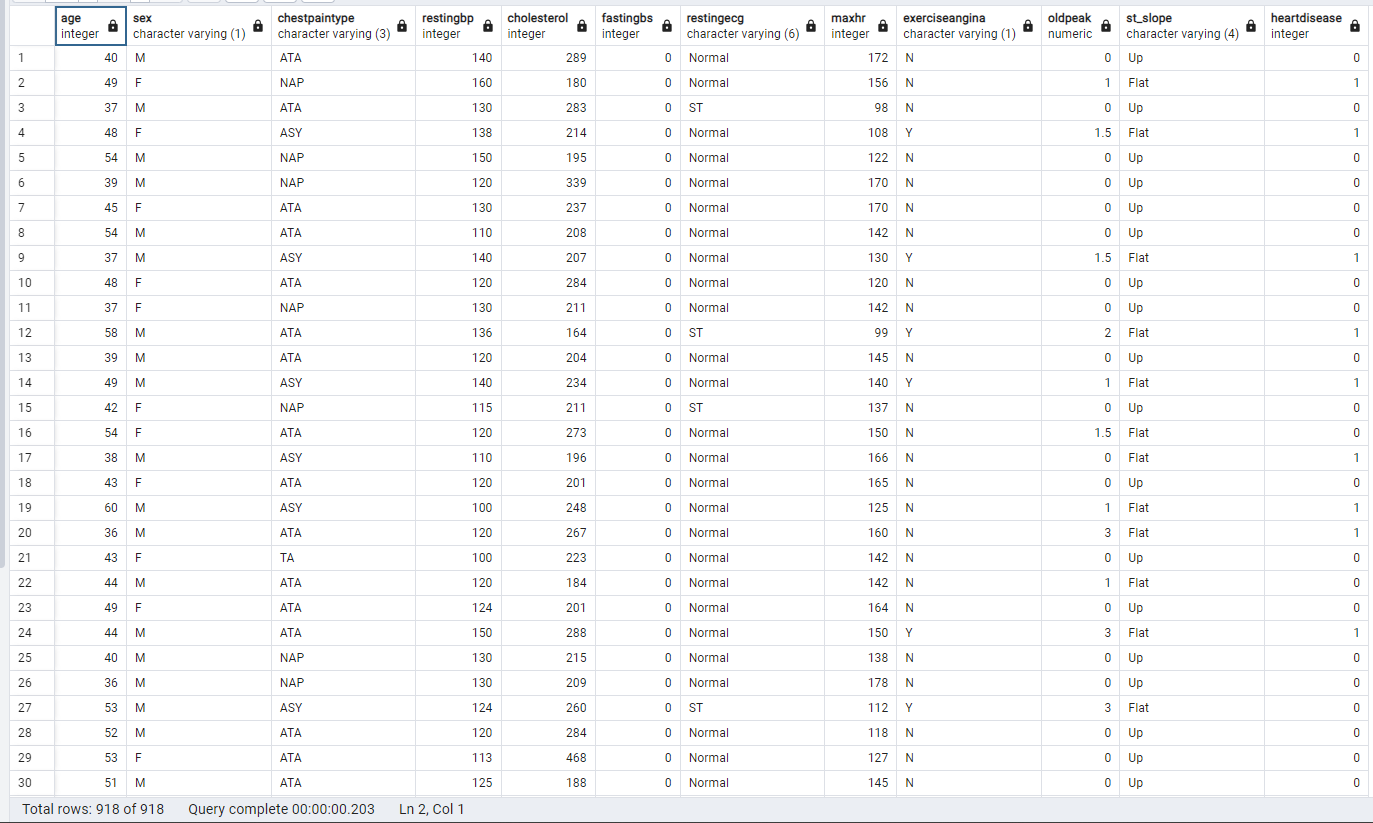 age sex chestpaintype restingbp cholesterol fastingbs restingecg maxhr exerciseangina oldpeak st_slope heartdisease
integer character varying (1) character varying (3) integer integer integer character varying (6) integer character varying (1) numeric character varying (4) integer
1 40 M ATA 140 289 0 Normal 172 N 0 Up 0
2 49 F NAP 160 180 0 Normal 156 N 1 Flat 1
3 37 M ATA 130 283 0 ST 98 N 0 Up 0
4 48 F ASY 138 214 0 Normal 108 Y 1.5 Flat 1
5 54 M NAP 150 195 0 Normal 122 N 0 Up 0
6 39 M NAP 120 339 0 Normal 170 N 0 Up 0
7 45 F ATA 130 237 0 Normal 170 N 0 Up 0
8 54 M ATA 110 208 0 Normal 142 N 0 Up 0
9 37 M ASY 140 207 0 Normal 130 Y 1.5 Flat 1
10 48 F ATA 120 284 0 Normal 120 N 0 Up 0
11 37 F NAP 130 211 0 Normal 142 N 0 Up 0
12 58 M ATA 136 164 0 ST 99 Y 2 Flat 1
13 39 M ATA 120 204 0 Normal 145 N 0 Up 0
14 49 M ASY 140 234 0 Normal 140 Y 1 Flat 1
15 42 F NAP 115 211 0 ST 137 N 0 Up 0
16 54 F ATA 120 273 0 Normal 150 N 1.5 Flat 0
17 38 M ASY 110 196 0 Normal 166 N 0 Flat 1
18 43 F ATA 120 201 0 Normal 165 N 0 Up 0
19 60 M ASY 100 248 0 Normal 125 N 1 Flat 1
20 36 M ATA 120 267 0 Normal 160 N 3 Flat 1
21 43 F TA 100 223 0 Normal 142 N 0 Up 0
22 44 M ATA 120 184 0 Normal 142 N 1 Flat 0
23 49 F ATA 124 201 0 Normal 164 N 0 Up 0
24 44 M ATA 150 288 0 Normal 150 Y 3 Flat 1
25 40 M NAP 130 215 0 Normal 138 N 0 Up 0
26 36 M NAP 130 209 0 Normal 178 N 0 Up 0
27 53 M ASY 124 260 0 ST 112 Y 3 Flat 0
28 52 M ATA 120 284 0 Normal 118 N 0 Up 0
29 53 F ATA 113 468 0 Normal 127 N 0 Up 0
30 51 M ATA 125 188 0 Normal 145 N 0 Up 0
Total rows: 918 of 918 Query complete 00:00:00.203 Ln 2, Col 1